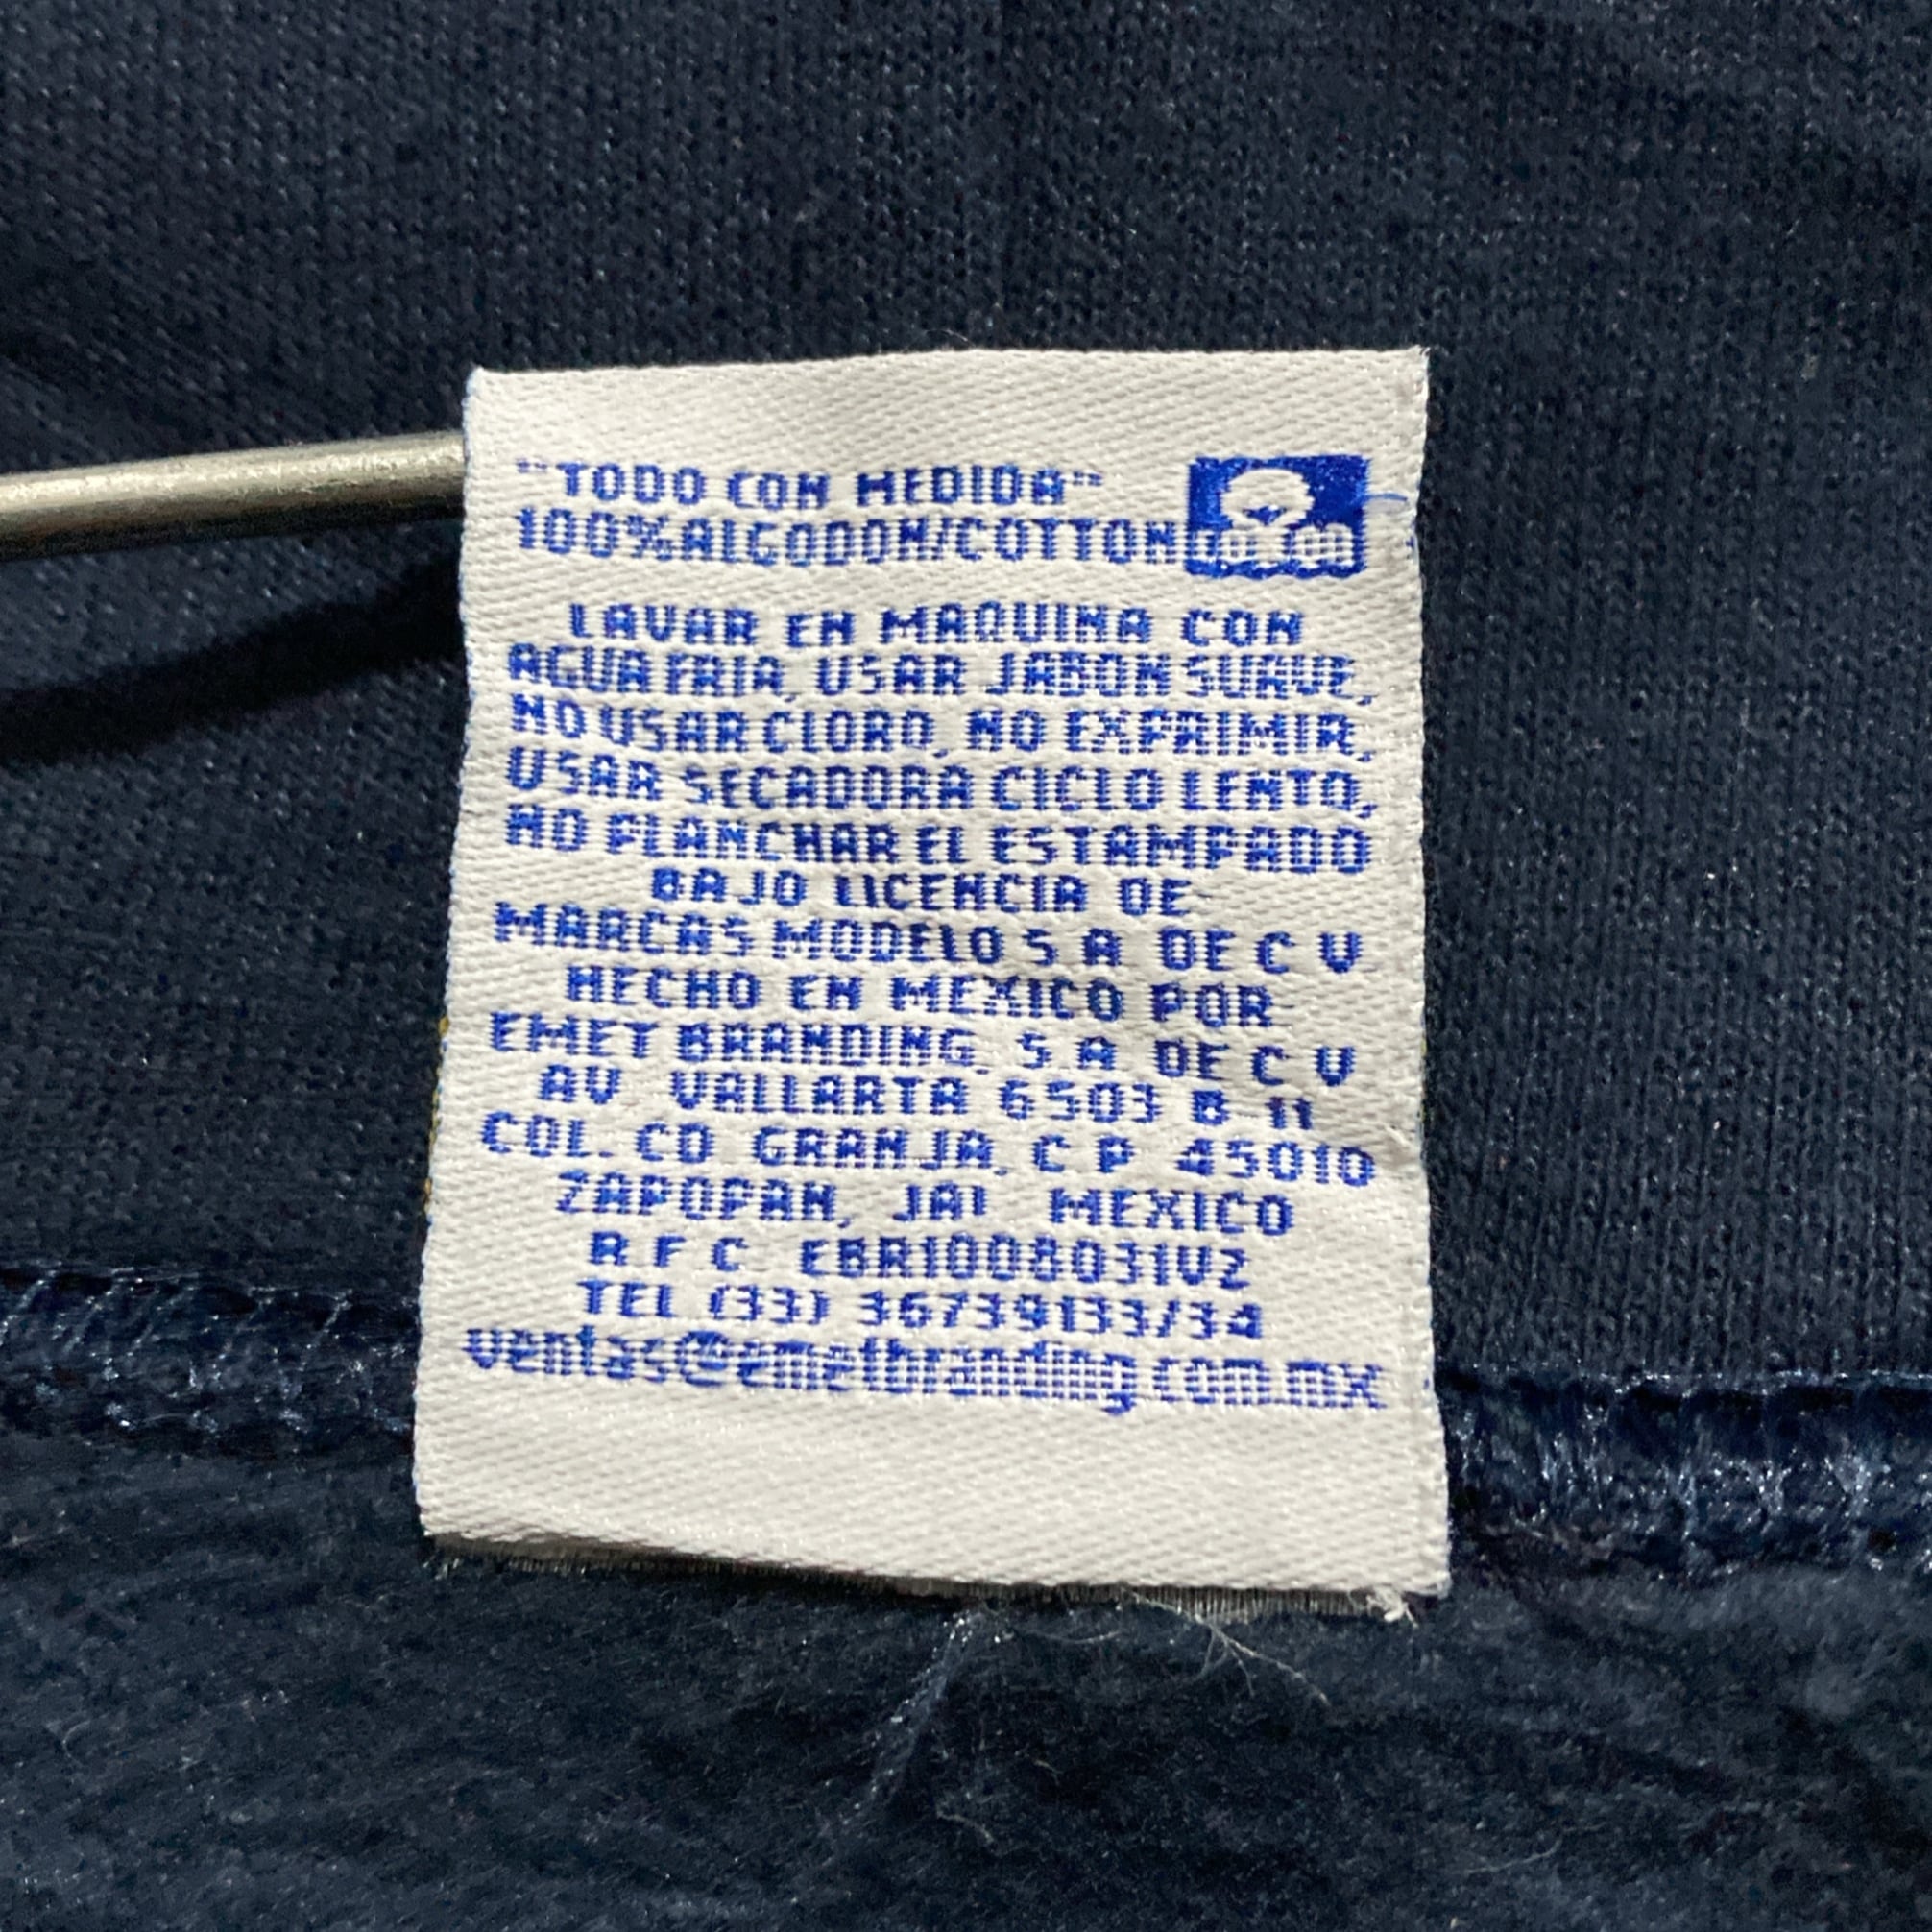 "TODO CON MEDIDA"
100%ALGODON/COTTON
LAVAR EN MAQUINA CON
AGUA FRIA, USAR JABON SUAVE,
NO USAR CLORO, NO EXPRIMIR,
USAR SECADORA CICLO LENTO,
NO PLANCHAR EL ESTAMPADO
BAJO LICENCIA DE
MARCAS MODELO S A DE C V
HECHO EN MEXICO POR
EMET BRANDING, S A DE C V
AV VALLARTA 6503 B 11
COL. CD GRANJA, C P 45010
ZAPOPAN, JAL MEXICO
R F C EBR1008031V2
TEL (33) 36739133/34
ventas@emetbranding.com.mx